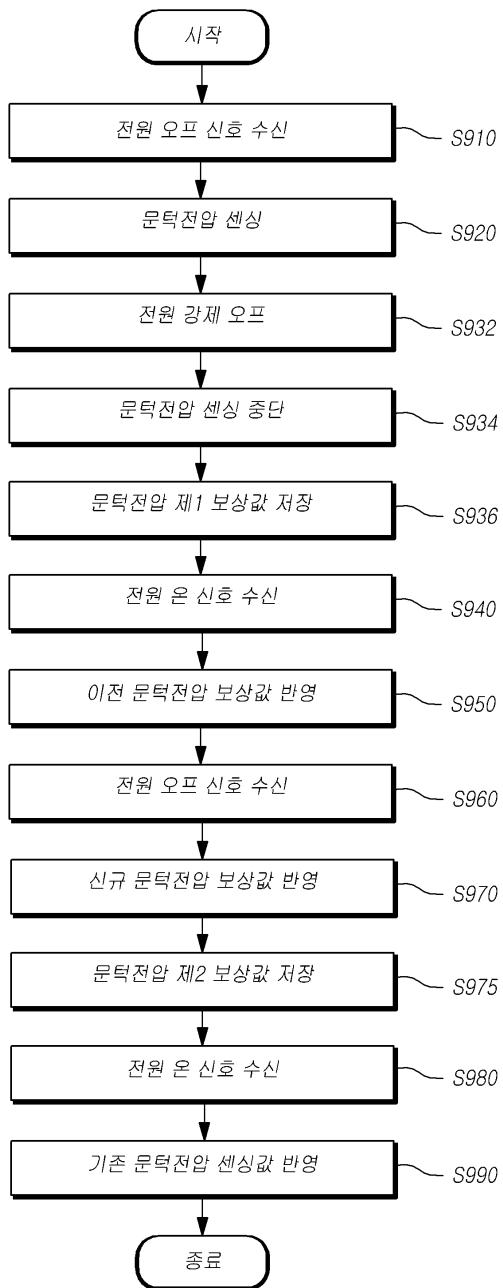 시작
전원 오프 신호 수신
S910
문턱전압 센싱
S920
전원 강제 오프
S932
문턱전압 센싱 중단
S934
문턱전압 제1 보상값 저장
S936
전원 온 신호 수신
S940
이전 문턱전압 보상값 반영
S950
전원 오프 신호 수신
S960
신규 문턱전압 보상값 반영
S970
문턱전압 제2 보상값 저장
S975
전원 온 신호 수신
S980
기존 문턱전압 센싱값 반영
S990
종료